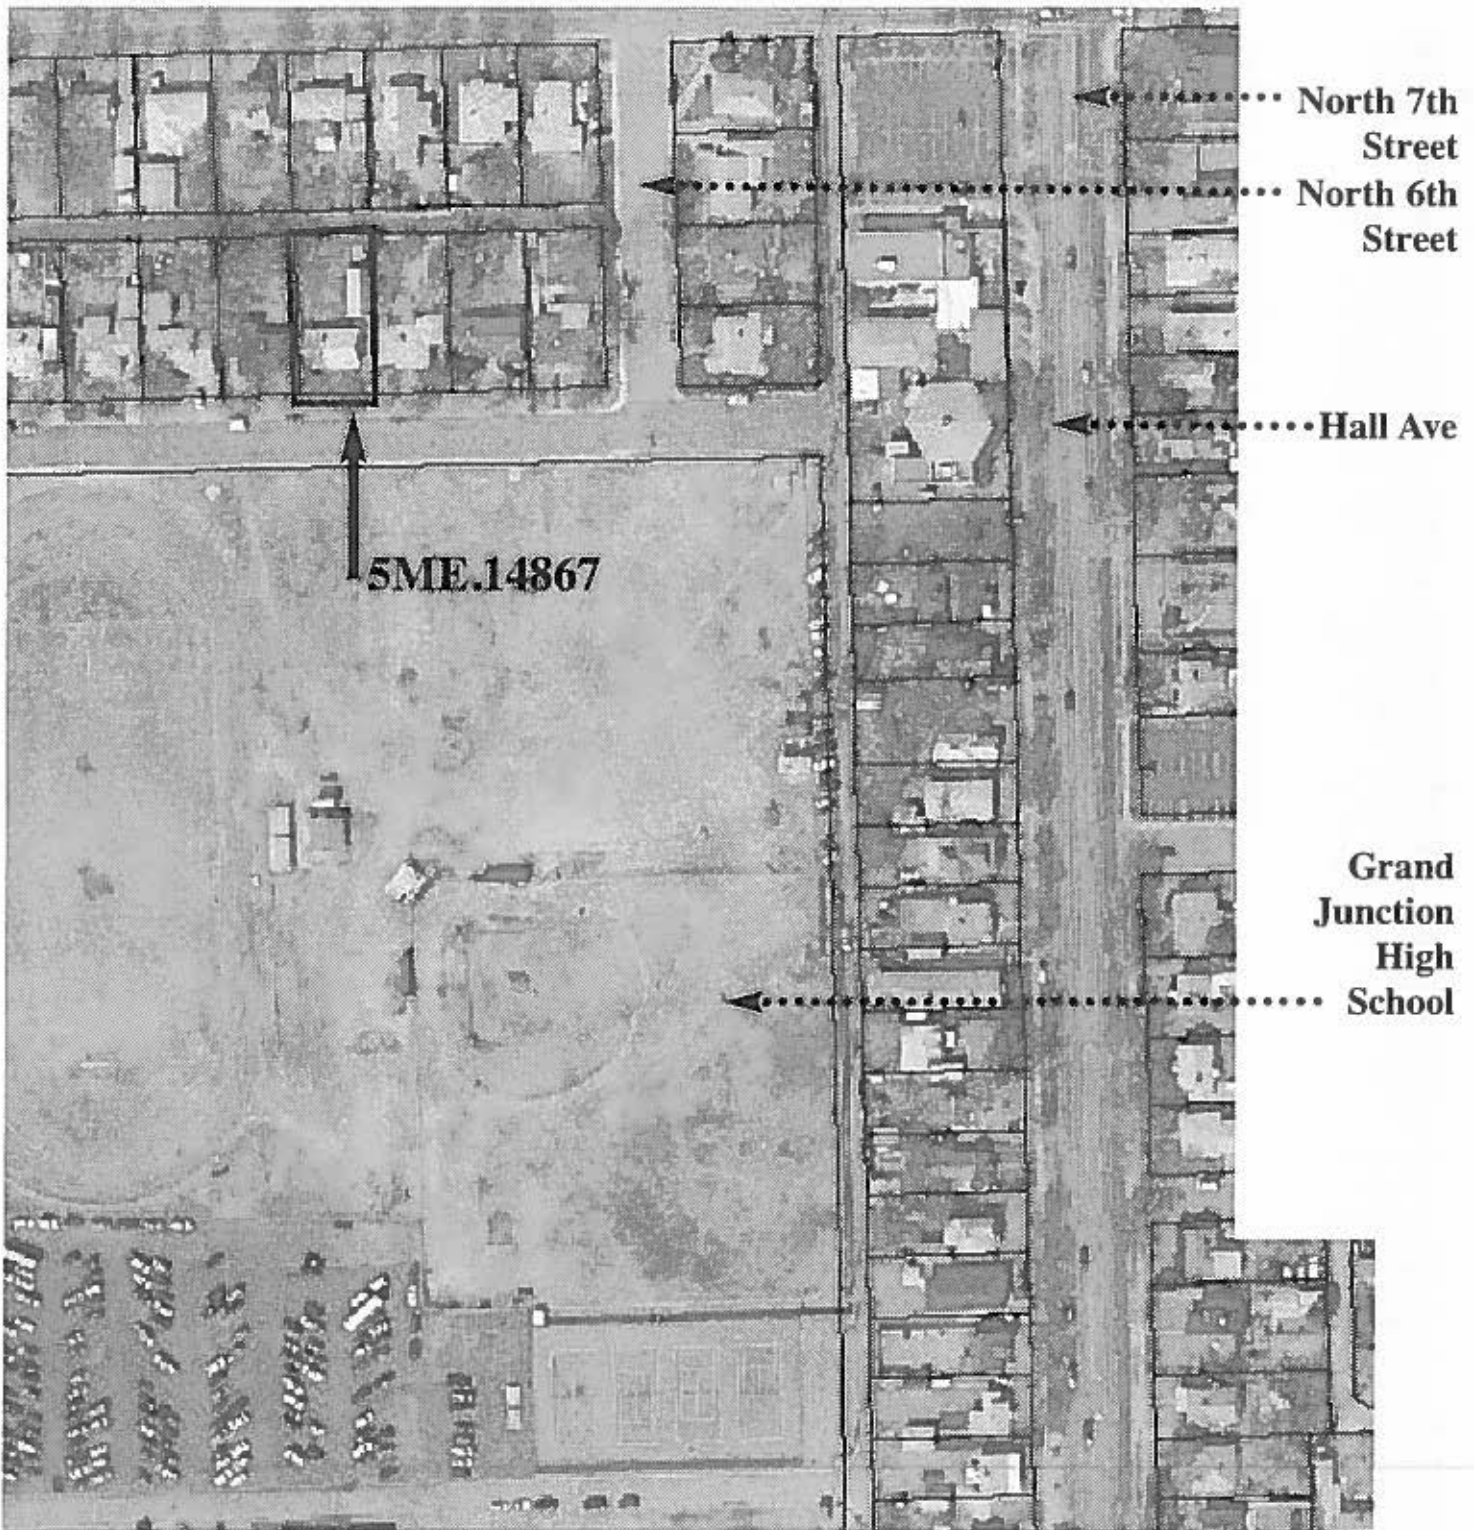 North 7th
Street
North 6th
Street
Hall Ave
5ME.14867
Grand
Junction
High
School